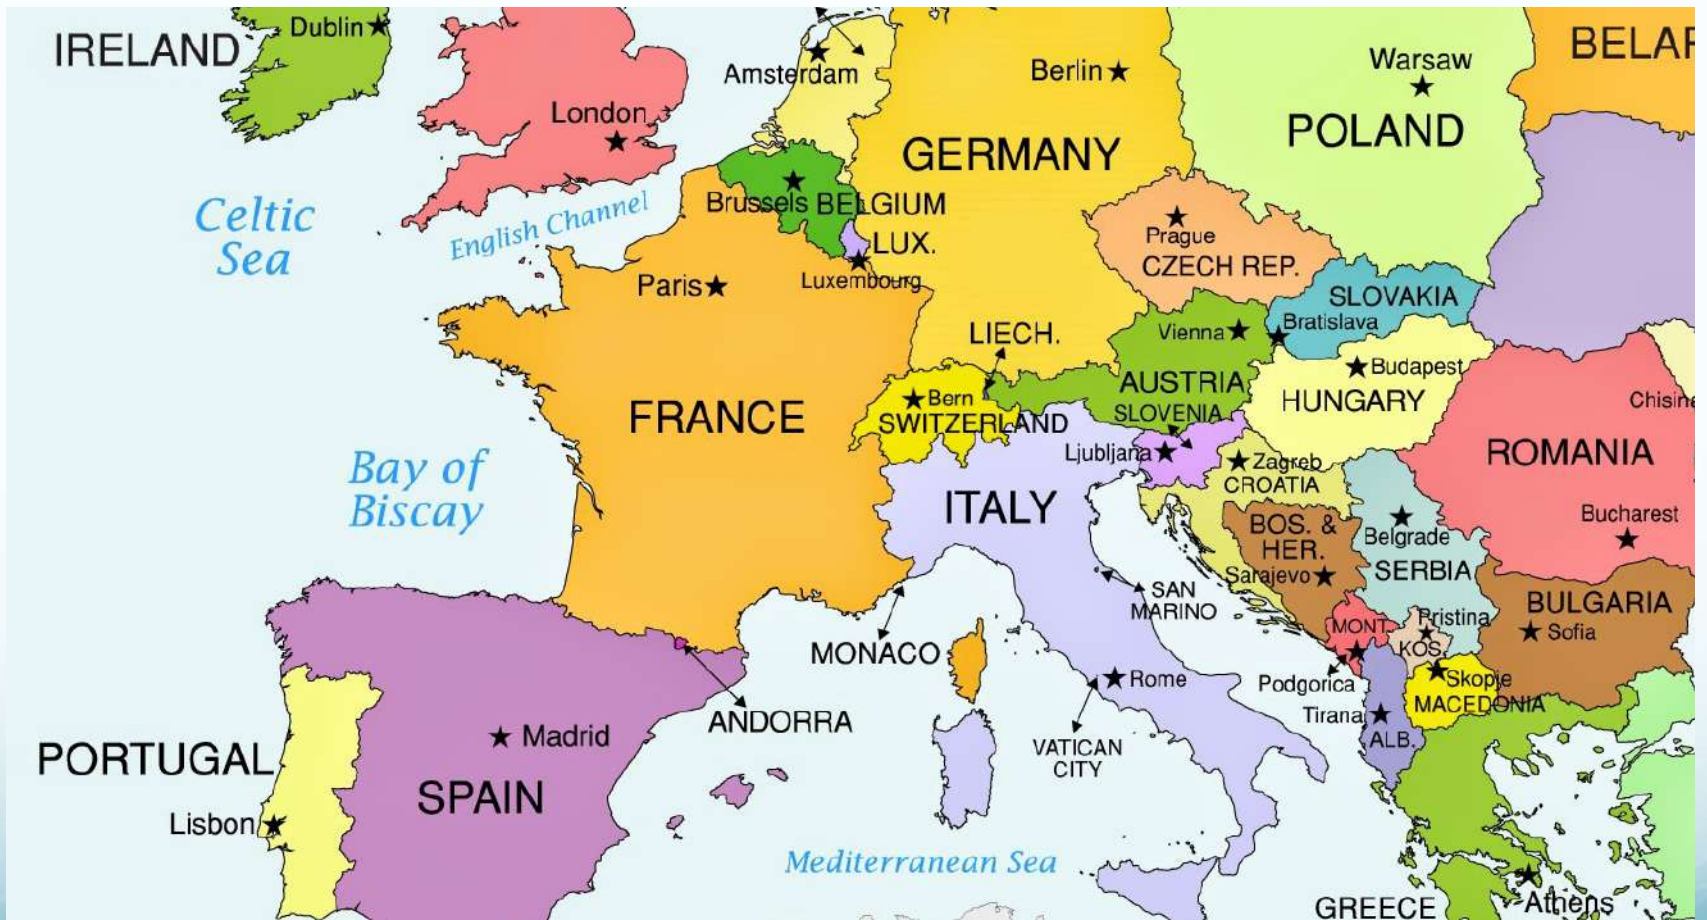 IRELAND
Dublin
London
Amsterdam
Berlin
Warsaw
POLAND
BELAR
GERMANY
Celtic
Sea
English Channel
Brussels
BELGIUM
LUX.
Luxembourg
Paris
Prague
CZECH REP.
SLOVAKIA
Bratislava
Vienna
LIECH.
AUSTRIA
Budapest
HUNGARY
Bern
SWITZERLAND
SLOVENIA
Ljubljana
FRANCE
Bay of
Biscay
ITALY
Zagreb
CROATIA
ROMANIA
Bucharest
BOS. &
HER.
Sarajevo
Belgrade
SERBIA
BULGARIA
Sofia
Pristina
KOS.
MONT.
Podgorica
SAN
MARINO
MONACO
ANDORRA
Rome
VATICAN
CITY
Skopje
MACEDONIA
Tirana
ALB.
PORTUGAL
Lisbon
Madrid
SPAIN
Mediterranean Sea
GREECE
Athens